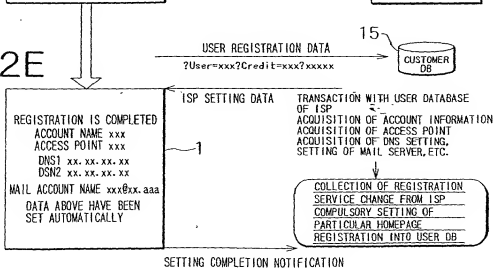 15
USER REGISTRATION DATA
?User=xxx?Credit=xxx?xxxxx
CUSTOMER
DB
2E
ISP SETTING DATA
REGISTRATION IS COMPLETED
ACCOUNT NAME xxx
ACCESS POINT xxx
DNS1 xx.xx.xx.xx
DSN2 xx.xx.xx.xx
MAIL ACCOUNT NAME xxx@xx.aaa
DATA ABOVE HAVE BEEN
SET AUTOMATICALLY
1
TRANSACTION WITH USER DATABASE
OF ISP
ACQUISITION OF ACCOUNT INFORMATION
ACQUISITION OF ACCESS POINT
ACQUISITION OF DNS SETTING,
SETTING OF MAIL SERVER, ETC.
COLLECTION OF REGISTRATION
SERVICE CHANGE FROM ISP
COMPULSORY SETTING OF
PARTICULAR HOMEPAGE
REGISTRATION INTO USER DB
SETTING COMPLETION NOTIFICATION